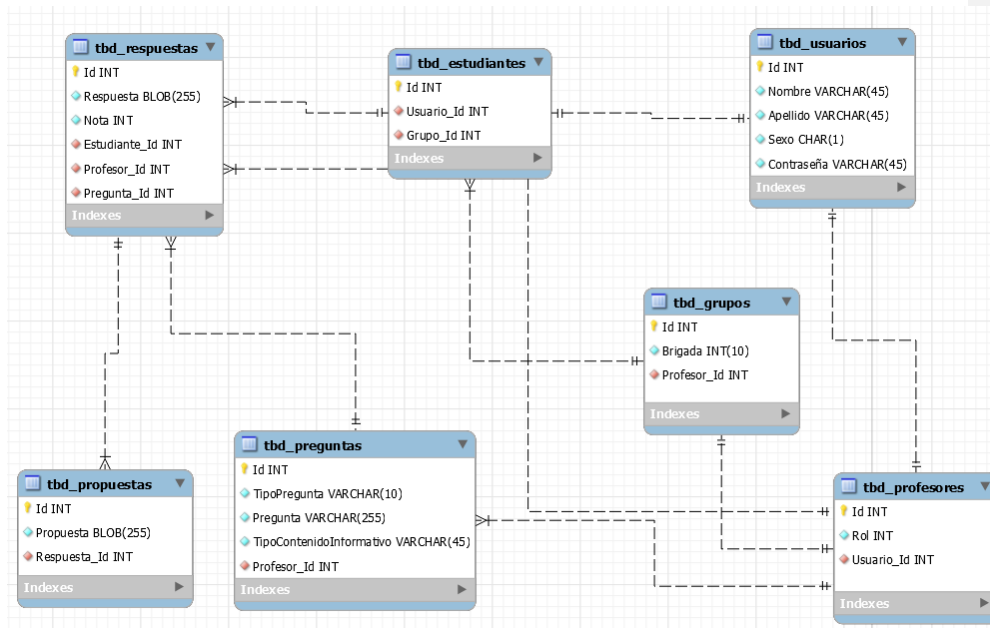 tbd_respuestas
Id INT
Respuesta BLOB(255)
Nota INT
Estudiante_Id INT
Profesor_Id INT
Pregunta_Id INT
Indexes
tbd_estudiantes
Id INT
Usuario_Id INT
Grupo_Id INT
Indexes
tbd_usuarios
Id INT
Nombre VARCHAR(45)
Apellido VARCHAR(45)
Sexo CHAR(1)
Contraseña VARCHAR(45)
Indexes
tbd_grupos
Id INT
Brigada INT(10)
Profesor_Id INT
Indexes
tbd_propuestas
Id INT
Propuesta BLOB(255)
Respuesta_Id INT
Indexes
tbd_preguntas
Id INT
TipoPregunta VARCHAR(10)
Pregunta VARCHAR(255)
TipoContenidoInformativo VARCHAR(45)
Profesor_Id INT
Indexes
tbd_profesores
Id INT
Rol INT
Usuario_Id INT
Indexes